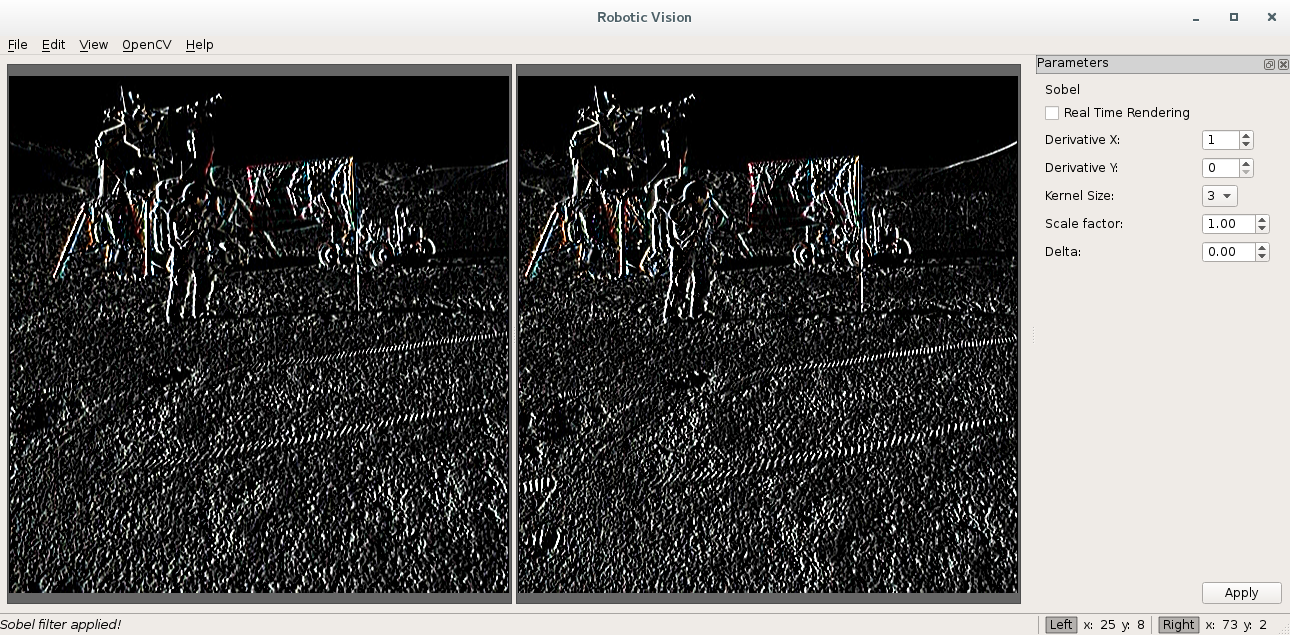 Robotic Vision
File Edit View OpenCV Help
Parameters
Sobel
Real Time Rendering
Derivative X: 1
Derivative Y: 0
Kernel Size: 3
Scale factor: 1.00
Delta: 0.00
Apply
Sobel filter applied!
Left x: 25 y: 8 Right x: 73 y: 2